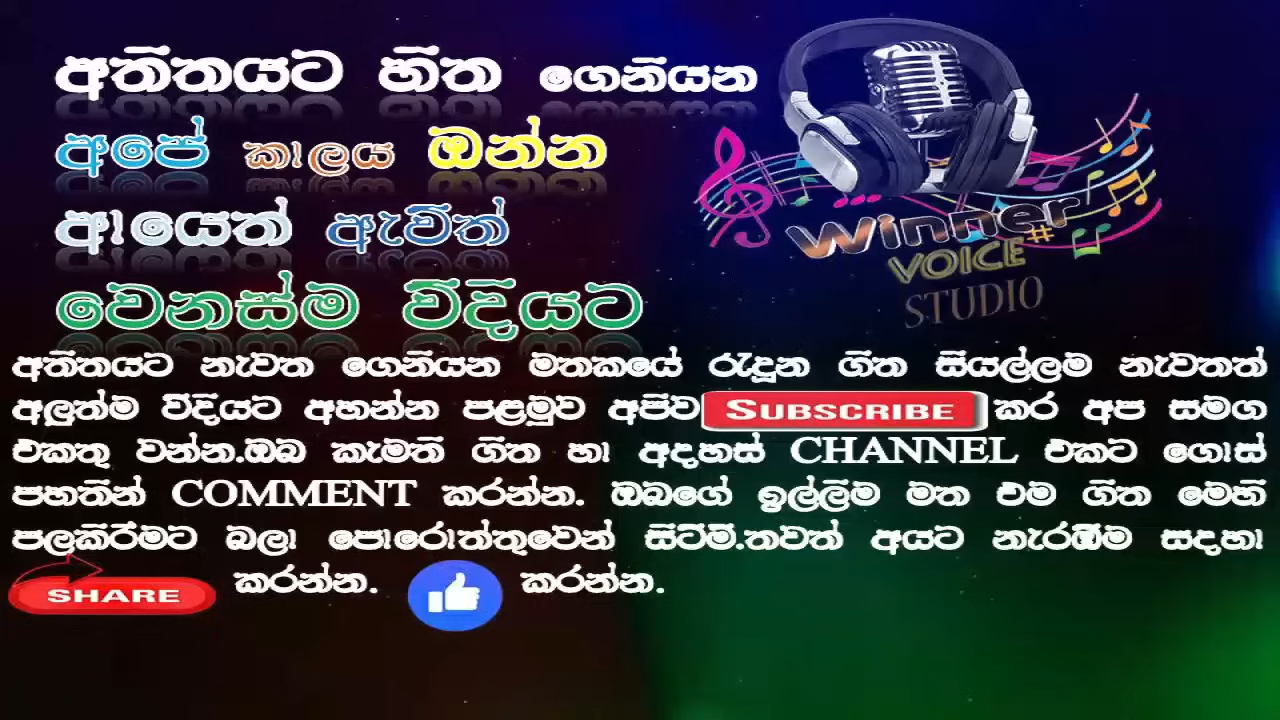 අතීතයට හිත ගෙනියන
අපේ කාලය ඔන්න
ආයෙත් ඇවිත්
වෙනස්ම විදියට
Winner #
VOICE
STUDIO
අතීතයට නැවත ගෙනියන මතකයේ රැඳුන ගීත සියල්ලම නැවතත්
අලුත්ම විදියට අහන්න පළමුව අපිව SUBSCRIBE කර අප සමග
එකතු වන්න.ඔබ කැමති ගීත හා අදහස් CHANNEL එකට ගොස්
පහතින් COMMENT කරන්න. ඔබගේ ඉල්ලීම මත එම ගීත මෙහි
පලකිරීමට බලා පොරොත්තුවෙන් සිටිමි.තවත් අයට නැරඹීම සදහා
SHARE කරන්න. කරන්න.